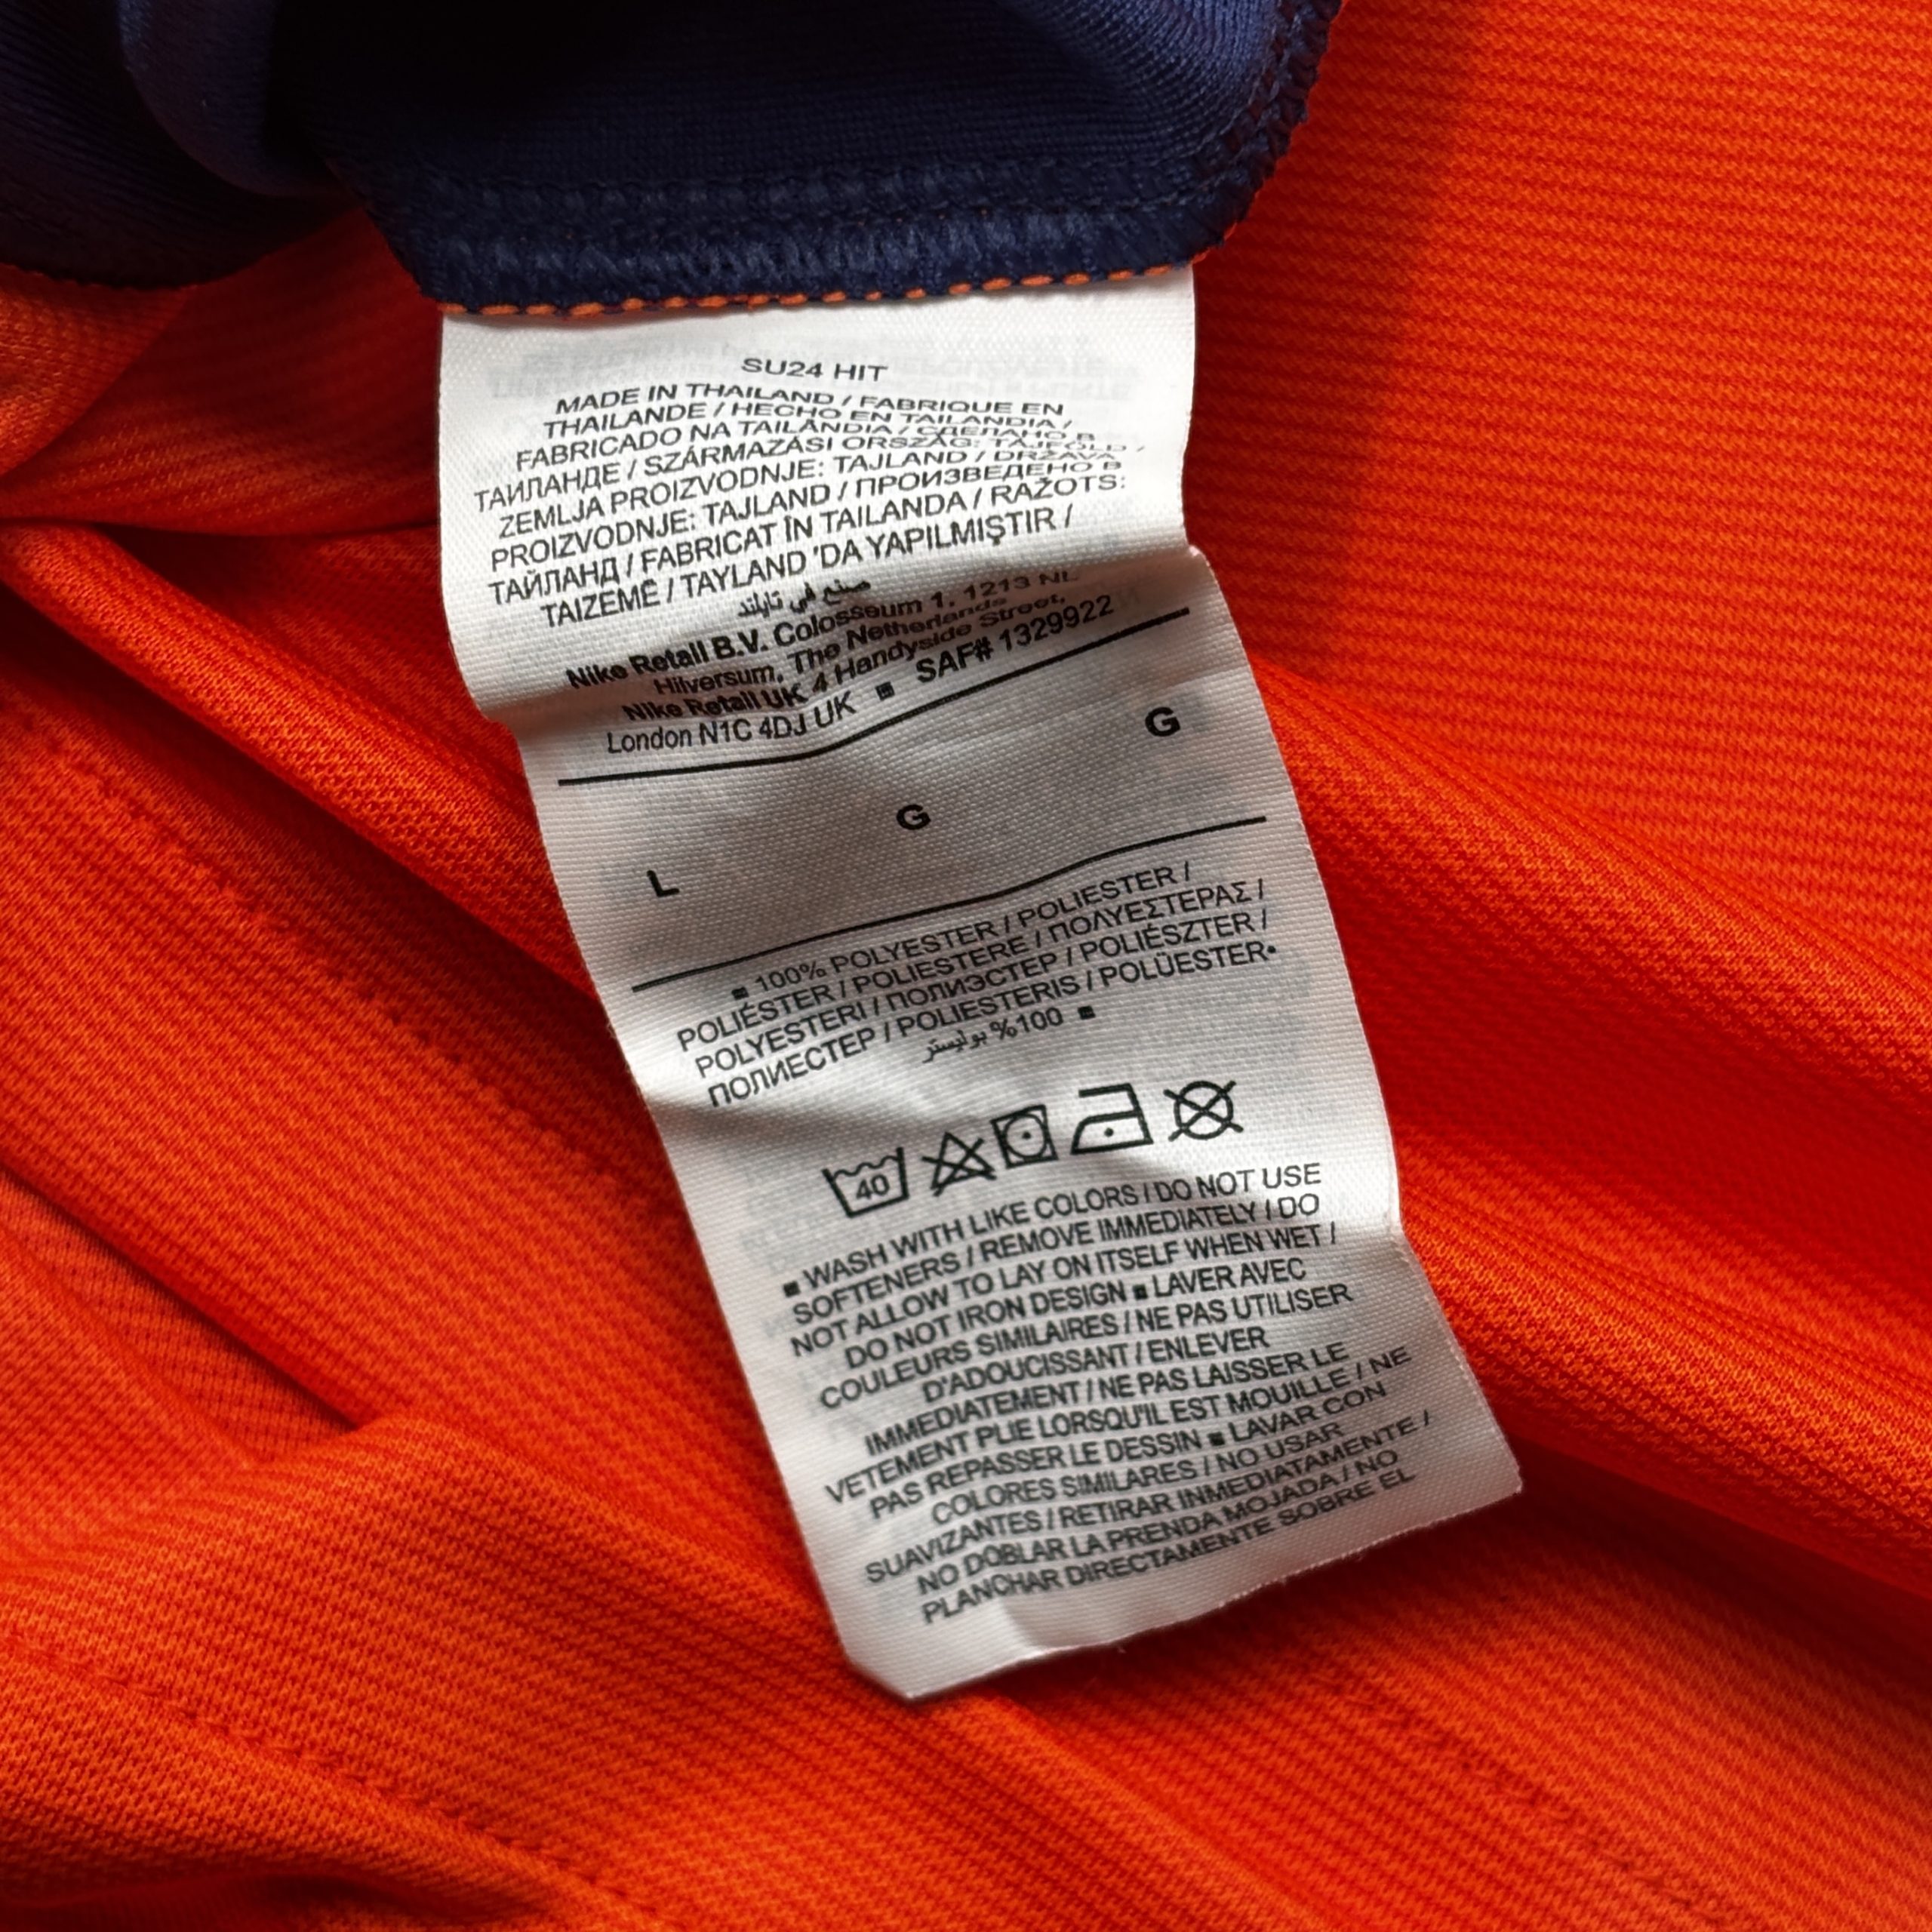 SU24 HIT
MADE IN THAILAND / FABRIQUE EN
THAILANDE / HECHO EN TAILANDIA /
FABRICADO NA TAILÂNDIA / СДЕЛАНО В
ТАИЛАНДЕ / SZÁRMAZÁSI ORSZÁG: TAJFÖLD /
ZEMLJA PROIZVODNJE: TAJLAND / DRŽAVA
PROIZVODNJE: TAJLAND / ПРОИЗВЕДЕНО В
ТАЙЛАНД / FABRICAT ÎN TAILANDA / RAŽOTS:
TAIZEMĒ / TAYLAND 'DA YAPILMIŞTIR /
صنع في تايلند
Nike Retail B.V. Colosseum 1, 1213 NL
Hilversum, The Netherlands
Nike Retail UK 4 Handyside Street,
London N1C 4DJ UK ■ SAF# 1329922
L G G
■ 100% POLYESTER / POLIESTER /
POLIÉSTER / POLIESTERE / ΠΟΛΥΕΣΤΕΡΑΣ /
POLYESTERI / ПОЛИЭСТЕР / POLIÉSZTER /
ПОЛИЕСТЕР / POLIESTERIS / POLÜESTER•
100% بوليستر ■
40
■ WASH WITH LIKE COLORS / DO NOT USE
SOFTENERS / REMOVE IMMEDIATELY / DO
NOT ALLOW TO LAY ON ITSELF WHEN WET /
DO NOT IRON DESIGN ■ LAVER AVEC
COULEURS SIMILAIRES / NE PAS UTILISER
D'ADOUCISSANT / ENLEVER
IMMEDIATEMENT / NE PAS LAISSER LE
VETEMENT PLIE LORSQU'IL EST MOUILLE / NE
PAS REPASSER LE DESSIN ■ LAVAR CON
COLORES SIMILARES / NO USAR
SUAVIZANTES / RETIRAR INMEDIATAMENTE /
NO DOBLAR LA PRENDA MOJADA / NO
PLANCHAR DIRECTAMENTE SOBRE EL